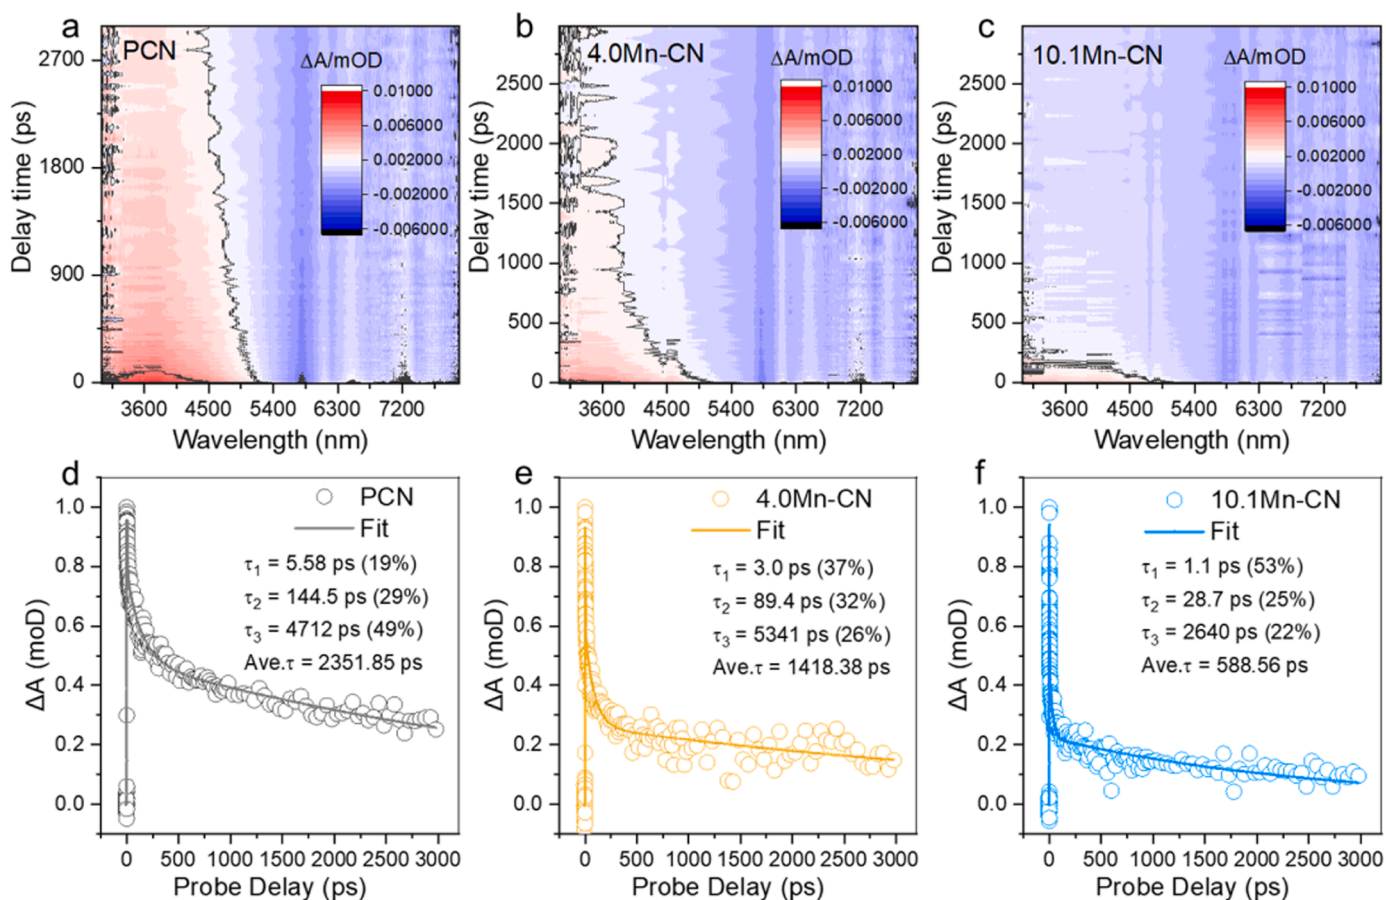 a
PCN
ΔA/mOD
0.01000
0.006000
0.002000
-0.002000
-0.006000
2700
1800
900
0
Delay time (ps)
3600 4500 5400 6300 7200
Wavelength (nm)
b
4.0Mn-CN
ΔA/mOD
0.01000
0.006000
0.002000
-0.002000
-0.006000
2500
2000
1500
1000
500
0
Delay time (ps)
3600 4500 5400 6300 7200
Wavelength (nm)
c
10.1Mn-CN
ΔA/mOD
0.01000
0.006000
0.002000
-0.002000
-0.006000
2500
2000
1500
1000
500
0
Delay time (ps)
3600 4500 5400 6300 7200
Wavelength (nm)
d
PCN
Fit
τ1 = 5.58 ps (19%)
τ2 = 144.5 ps (29%)
τ3 = 4712 ps (49%)
Ave.τ = 2351.85 ps
1.0
0.8
0.6
0.4
0.2
0.0
ΔA (moD)
0 500 1000 1500 2000 2500 3000
Probe Delay (ps)
e
4.0Mn-CN
Fit
τ1 = 3.0 ps (37%)
τ2 = 89.4 ps (32%)
τ3 = 5341 ps (26%)
Ave.τ = 1418.38 ps
1.0
0.8
0.6
0.4
0.2
0.0
ΔA (moD)
0 500 1000 1500 2000 2500 3000
Probe Delay (ps)
f
10.1Mn-CN
Fit
τ1 = 1.1 ps (53%)
τ2 = 28.7 ps (25%)
τ3 = 2640 ps (22%)
Ave.τ = 588.56 ps
1.0
0.8
0.6
0.4
0.2
0.0
ΔA (moD)
0 500 1000 1500 2000 2500 3000
Probe Delay (ps)